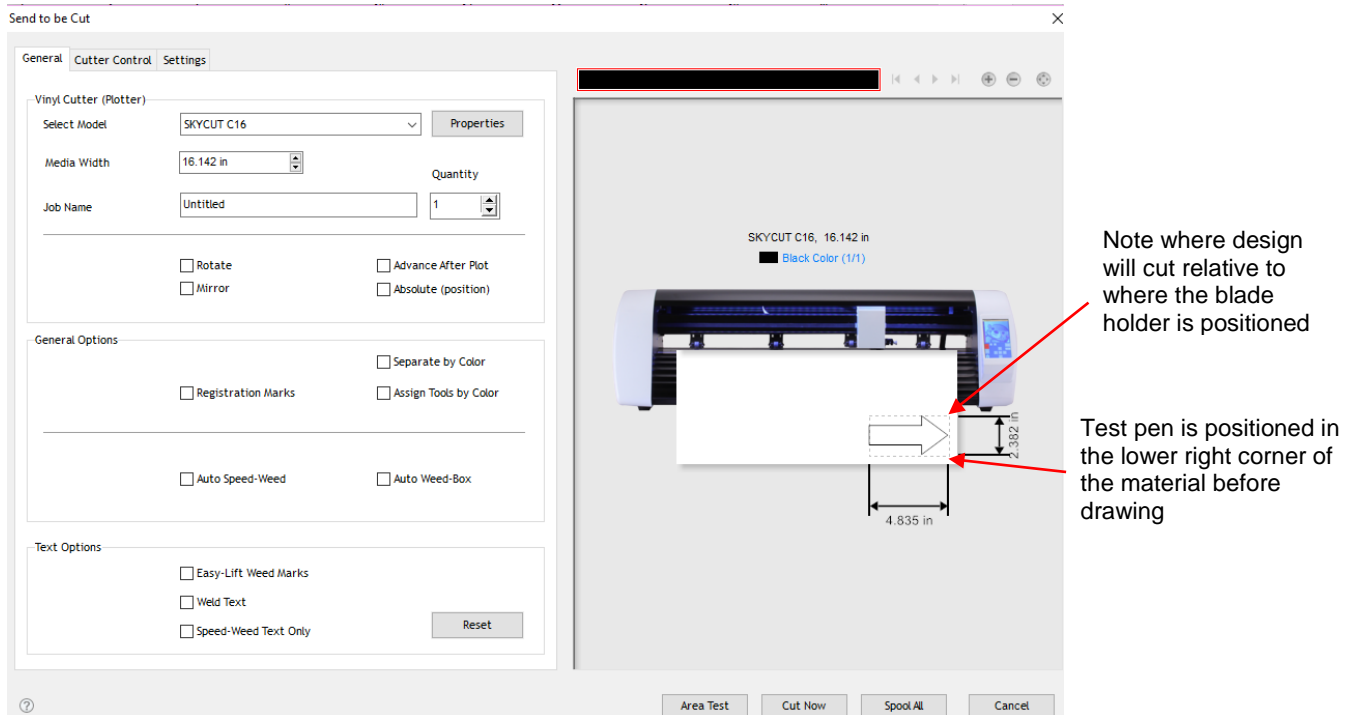 Send to be Cut
General Cutter Control Settings
Vinyl Cutter (Plotter)
Select Model SKYCUT C16 Properties
Media Width 16.142 in
Quantity
Job Name Untitled 1
Rotate Advance After Plot
Mirror Absolute (position)
General Options
Separate by Color
Registration Marks Assign Tools by Color
Auto Speed-Weed Auto Weed-Box
Text Options
Easy-Lift Weed Marks
Weld Text
Speed-Weed Text Only Reset
SKYCUT C16, 16.142 in
Black Color (1/1)
2.382 in
4.835 in
Note where design
will cut relative to
where the blade
holder is positioned
Test pen is positioned in
the lower right corner of
the material before
drawing
? Area Test Cut Now Spool All Cancel